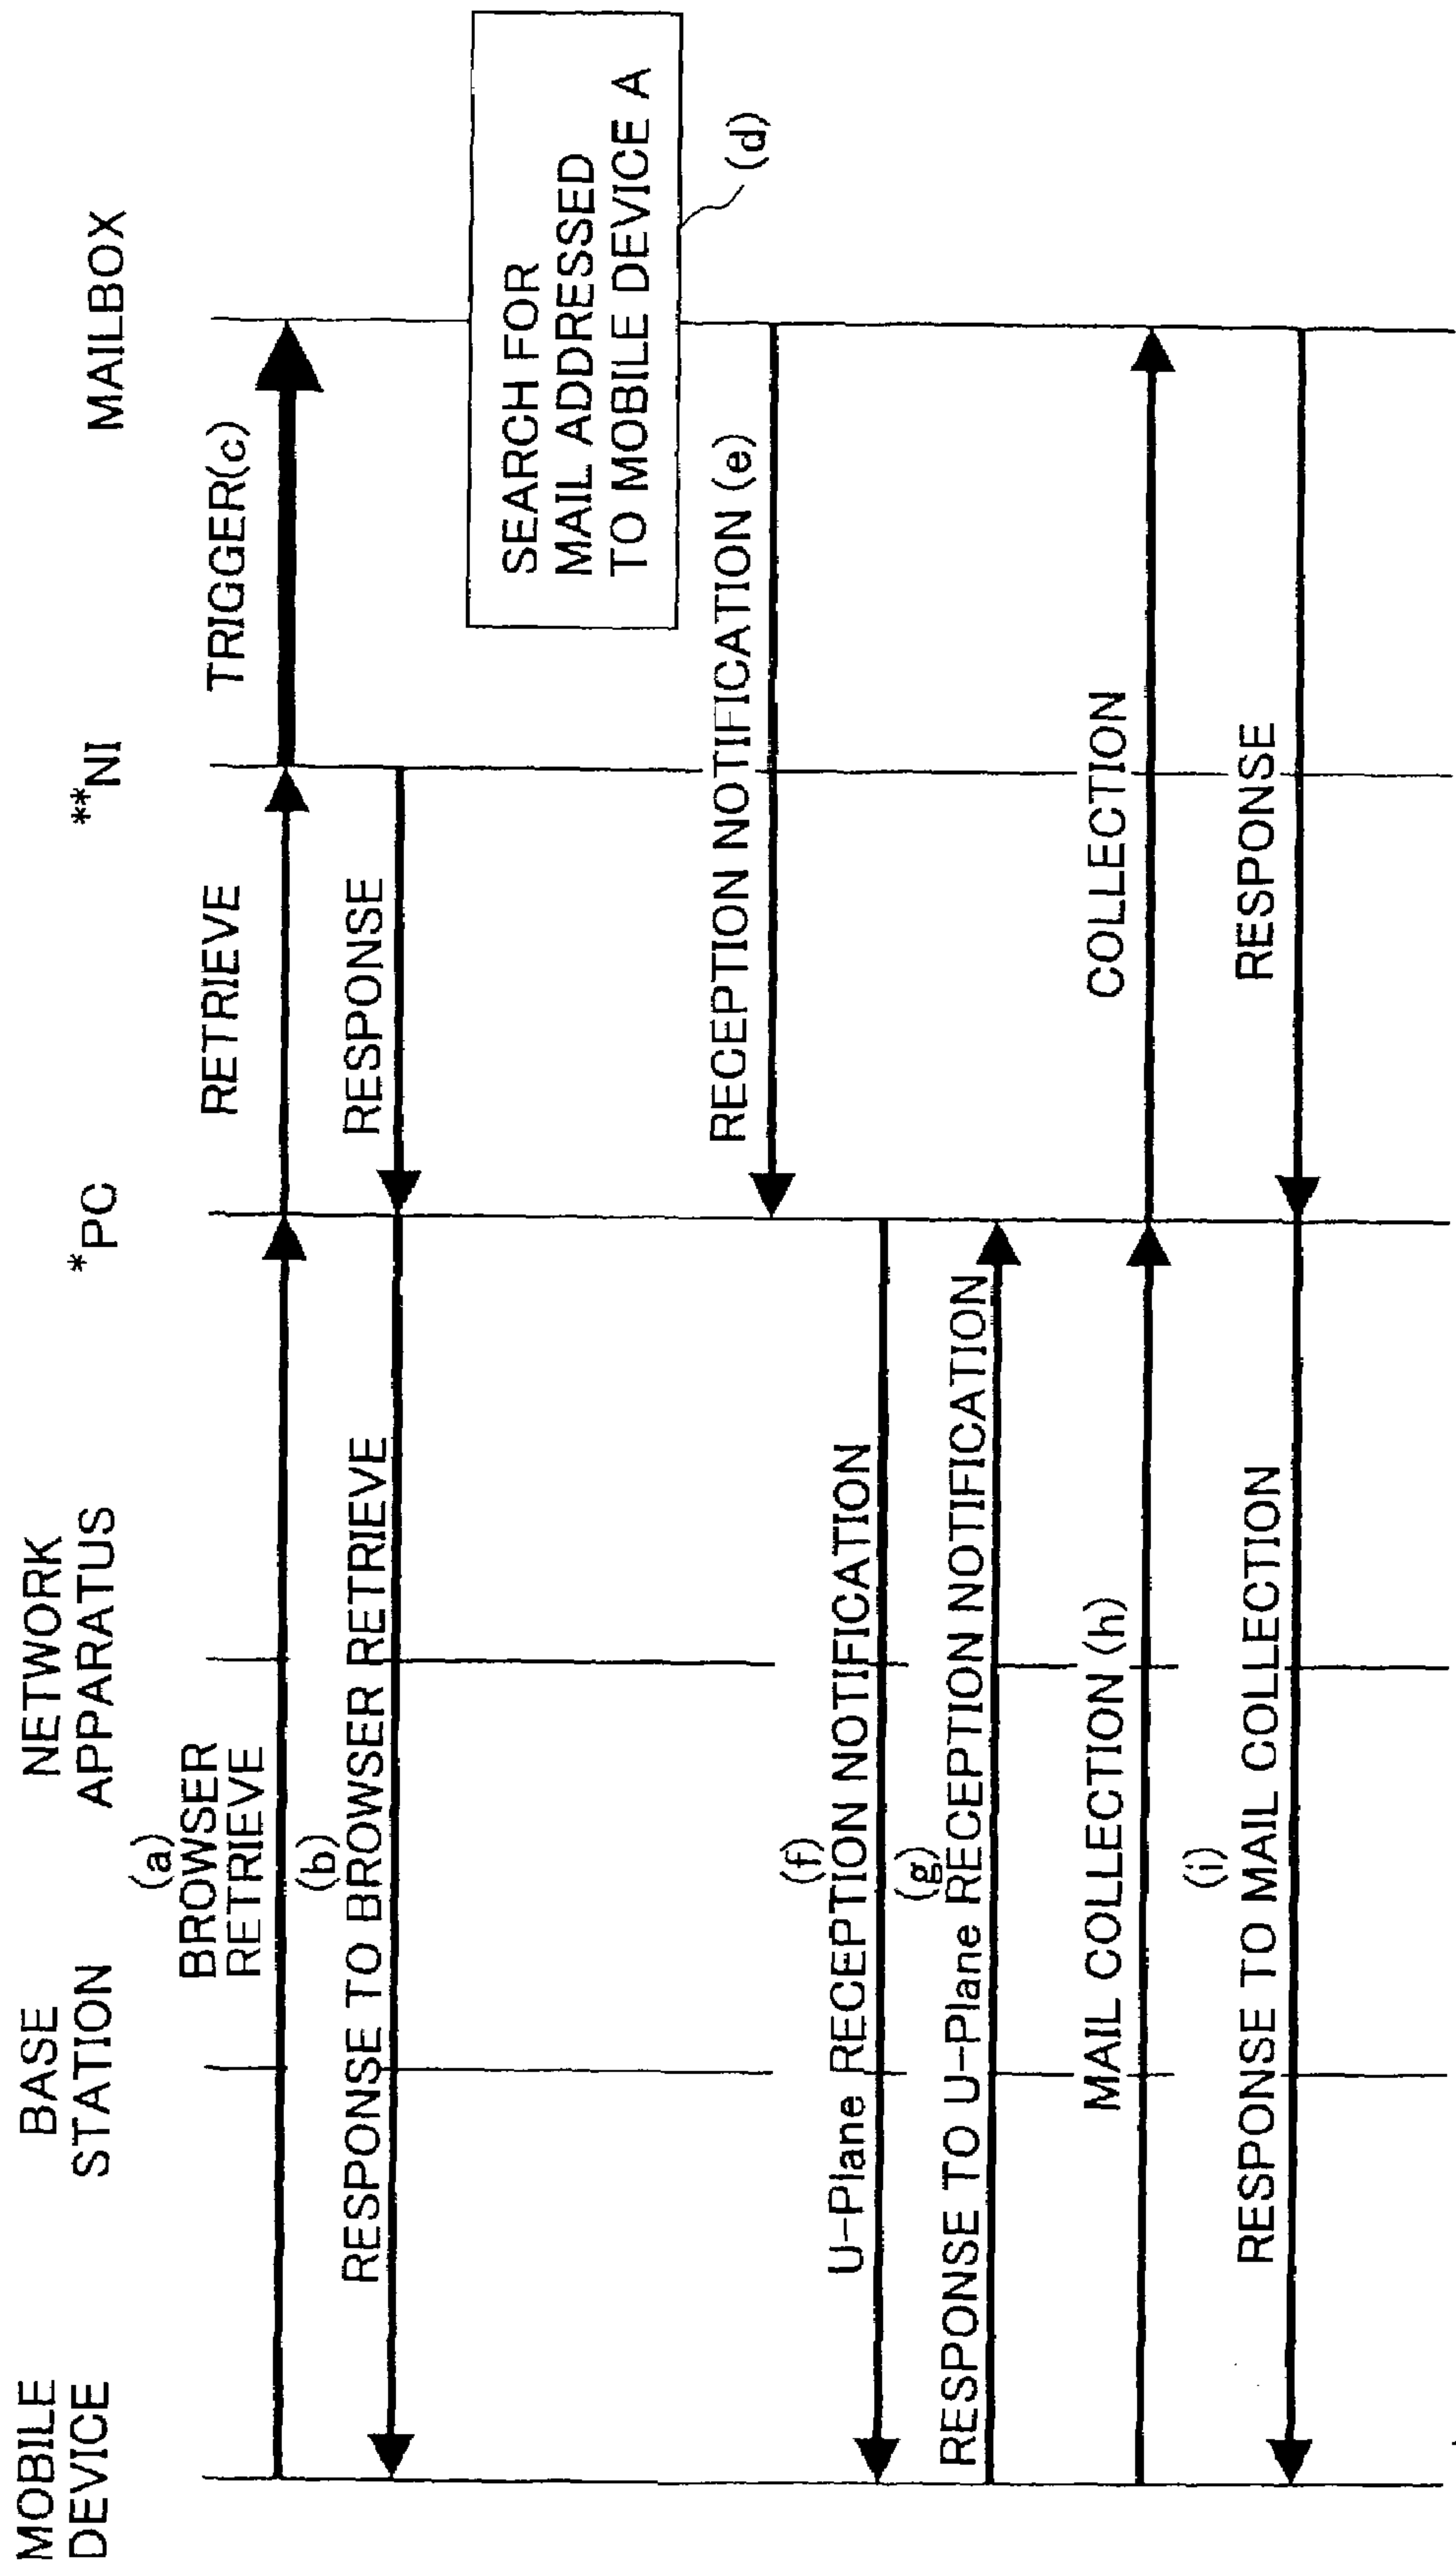 MOBILE
DEVICE
BASE
STATION
NETWORK
APPARATUS
*PC
**NI
MAILBOX
(a)
BROWSER
RETRIEVE
RETRIEVE
TRIGGER(c)
(b)
RESPONSE TO BROWSER RETRIEVE
RESPONSE
SEARCH FOR
MAIL ADDRESSED
TO MOBILE DEVICE A
(d)
RECEPTION NOTIFICATION (e)
(f)
U-Plane RECEPTION NOTIFICATION
(g)
RESPONSE TO U-Plane RECEPTION NOTIFICATION
MAIL COLLECTION (h)
COLLECTION
(i)
RESPONSE TO MAIL COLLECTION
RESPONSE